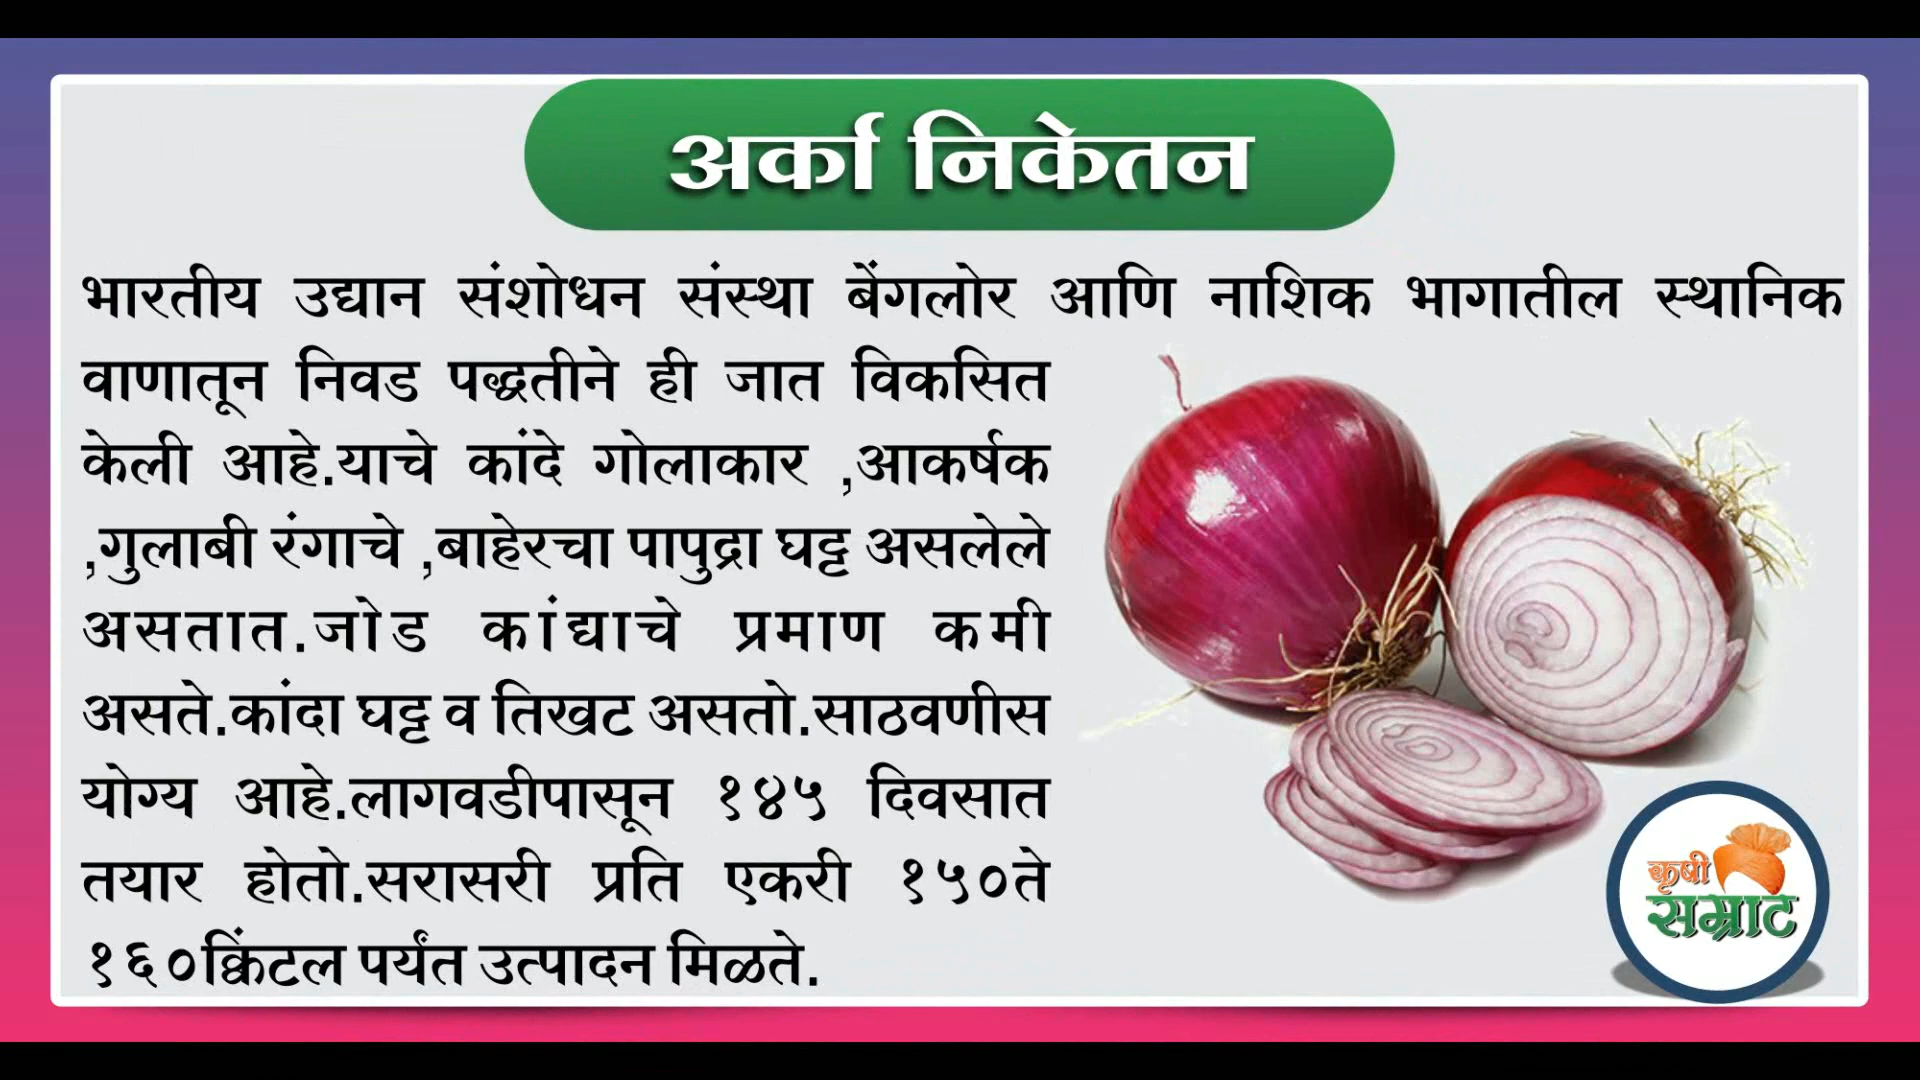 अर्का निकेतन
भारतीय उद्यान संशोधन संस्था बेंगलोर आणि नाशिक भागातील स्थानिक
वाणातून निवड पद्धतीने ही जात विकसित
केली आहे.याचे कांदे गोलाकार ,आकर्षक
,गुलाबी रंगाचे ,बाहेरचा पापुद्रा घट्ट असलेले
असतात.जोड कांद्याचे प्रमाण कमी
असते.कांदा घट्ट व तिखट असतो.साठवणीस
योग्य आहे.लागवडीपासून १४५ दिवसात
तयार होतो.सरासरी प्रति एकरी १५०ते
१६०क्विंटल पर्यंत उत्पादन मिळते.
कृषी
सम्राट